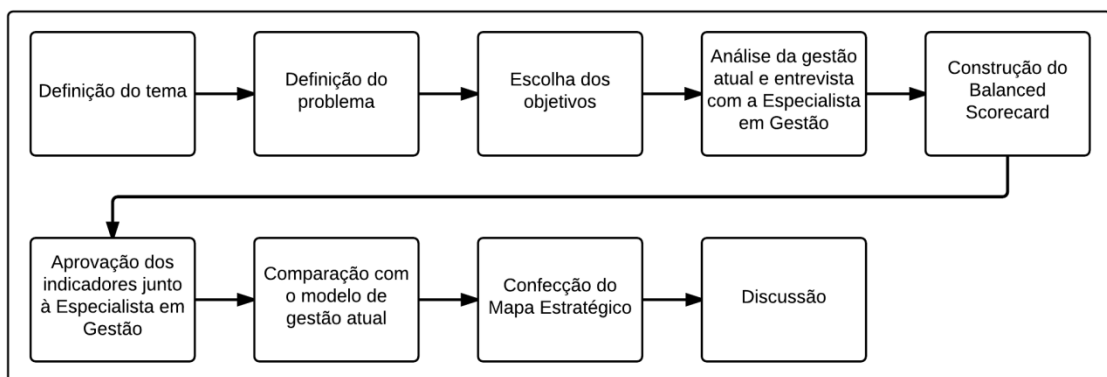 Definição do tema
Definição do
problema
Escolha dos
objetivos
Análise da gestão
atual e entrevista
com a Especialista
em Gestão
Construção do
Balanced
Scorecard
Aprovação dos
indicadores junto
à Especialista em
Gestão
Comparação com
o modelo de
gestão atual
Confecção do
Mapa Estratégico
Discussão